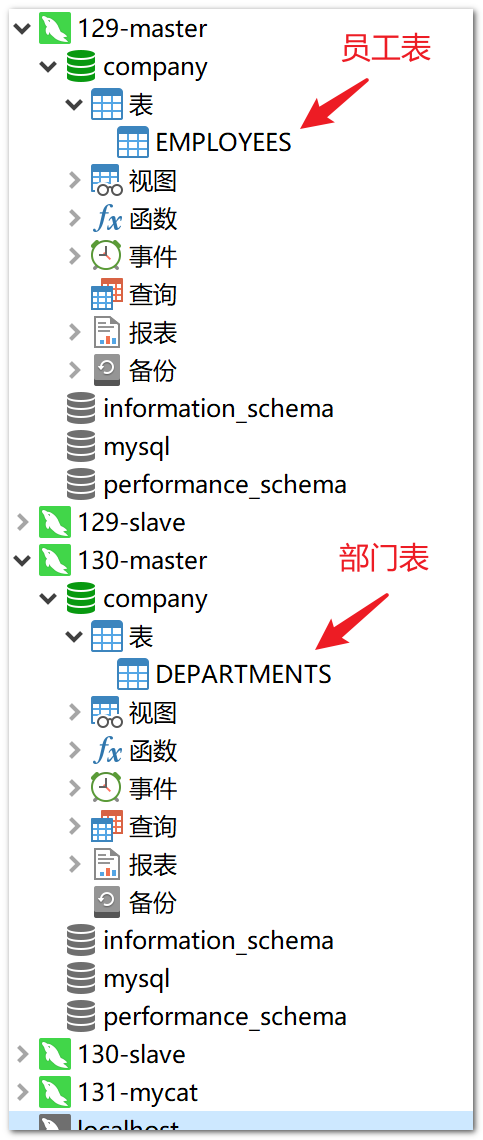 129-master
员工表
company
表
EMPLOYEES
视图
fx 函数
事件
查询
报表
备份
information_schema
mysql
performance_schema
129-slave
130-master
部门表
company
表
DEPARTMENTS
视图
fx 函数
事件
查询
报表
备份
information_schema
mysql
performance_schema
130-slave
131-mycat
localhost